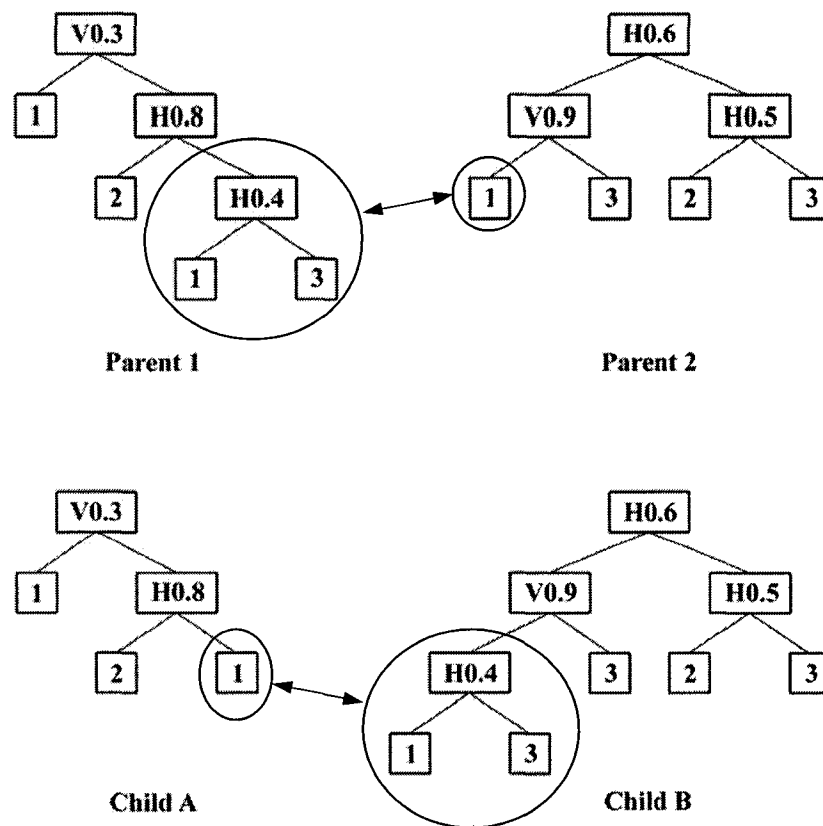 V0.3 H0.6
1 H0.8 V0.9 H0.5
2 H0.4 1 3 2 3
1 3
Parent 1 Parent 2
V0.3 H0.6
1 H0.8 V0.9 H0.5
2 1 H0.4 3 2 3
1 3
Child A Child B